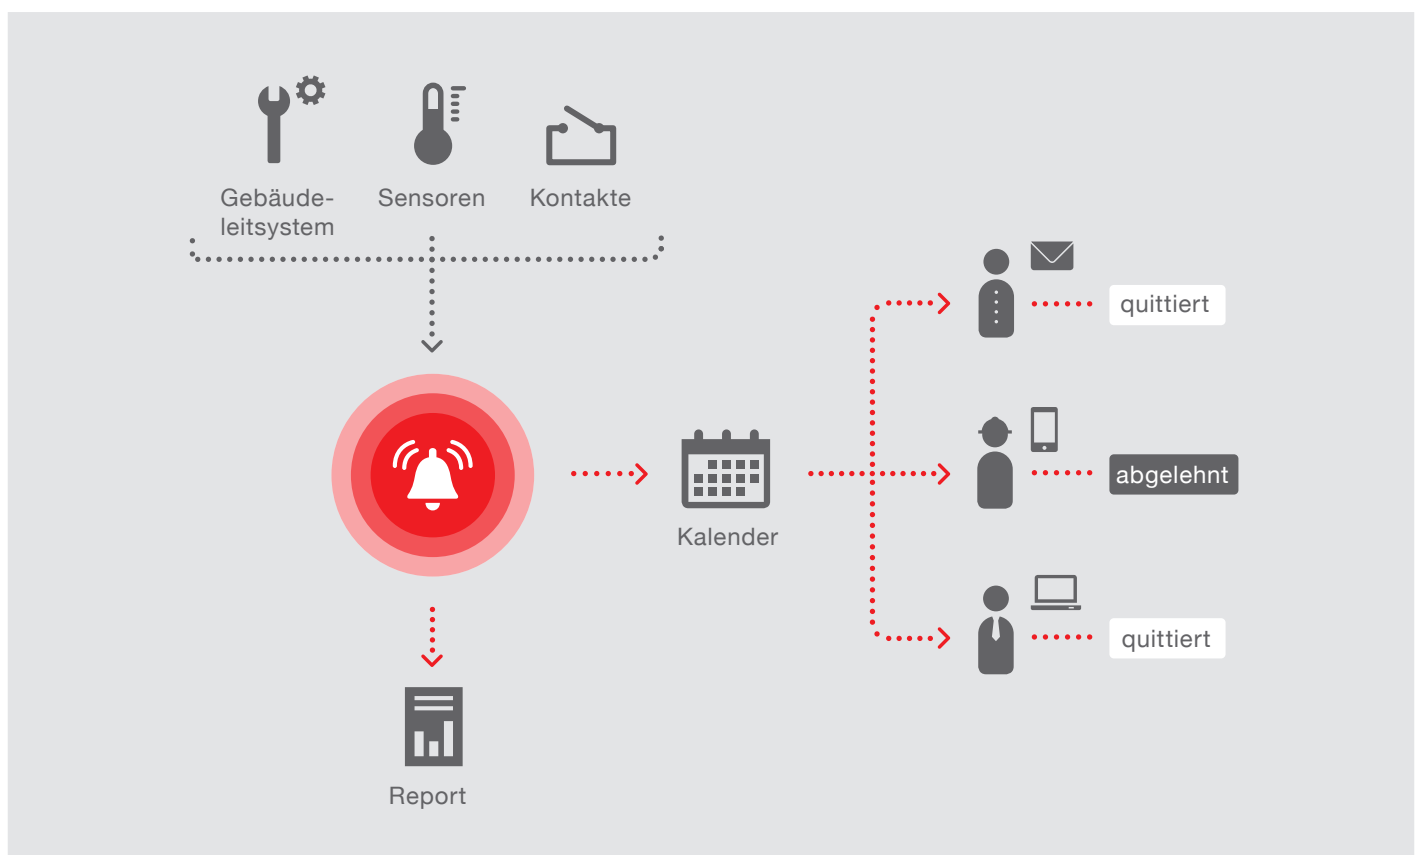 Gebäude-
leitsystem
Sensoren
Kontakte
quittiert
abgelehnt
Kalender
quittiert
Report